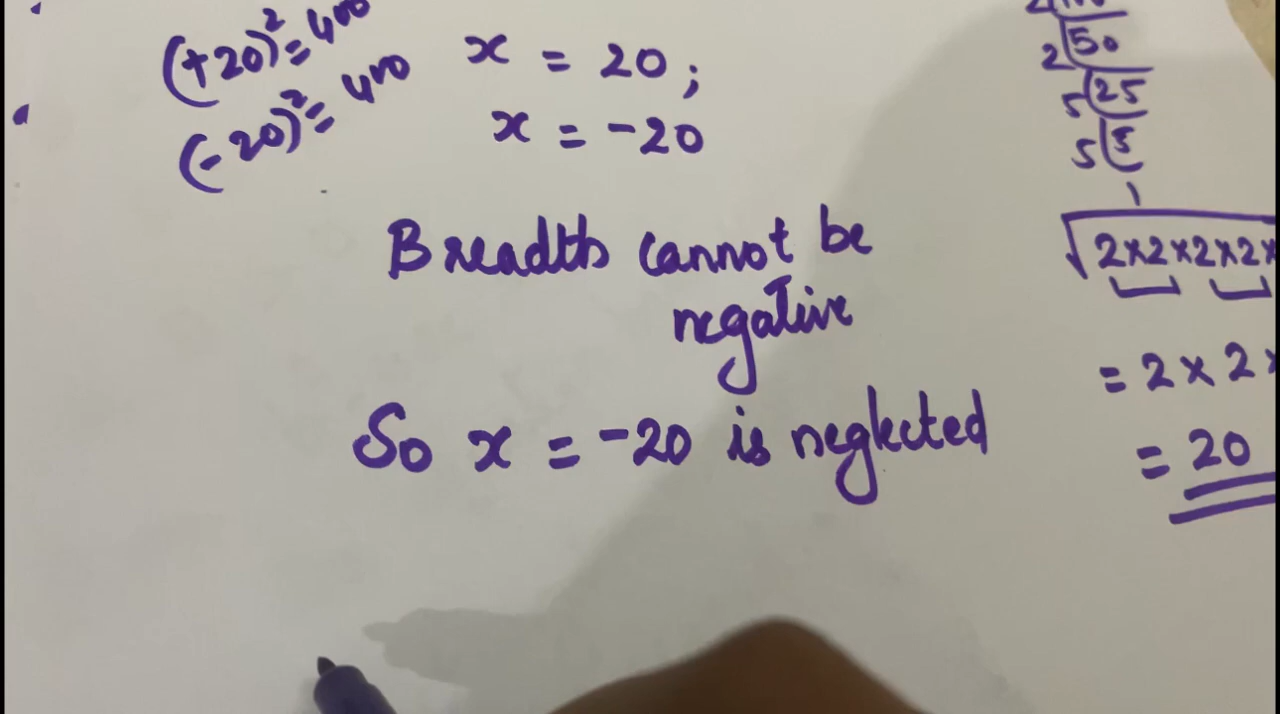 (+20)² = 400
(-20)² = 400
x = 20;
x = -20
Breadth cannot be
negative
So x = -20 is neglected
2 50
5 25
5 5
1
√2×2×2×2×
= 2 × 2 ×
= 20